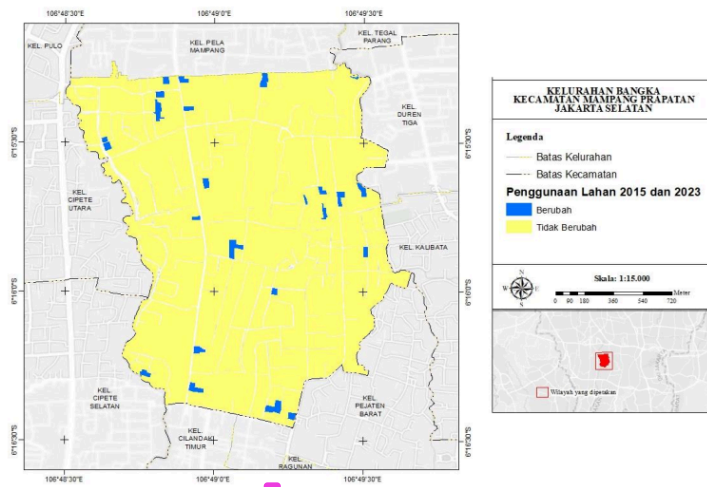 106°48'30"E
106°49'0"E
106°49'30"E
KEL. PULO
KEL. PELA
MAMPANG
KEL. TEGAL
PARANG
KEL.
DUREN
TIGA
6°15'30"S
6°15'30"S
KEL.
CIPETE
UTARA
KEL. KALIBATA
6°16'0"S
6°16'0"S
KEL.
CIPETE
SELATAN
KEL.
PEJATEN
BARAT
KEL.
CILANDAK
TIMUR
KEL.
RAGUNAN
6°16'30"S
6°16'30"S
106°48'30"E
106°49'0"E
106°49'30"E
KELURAHAN BANGKA
KECAMATAN MAMPANG PRAPATAN
JAKARTA SELATAN
Legenda
Batas Kelurahan
Batas Kecamatan
Penggunaan Lahan 2015 dan 2023
Berubah
Tidak Berubah
N
W E
S
Skala: 1:15.000
Meter
0 90 180 360 540 720
Wilayah yang dipetakan